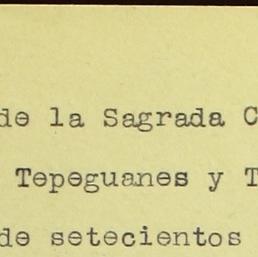 de la Sagrada C
Tepeguanes y T
de setecientos